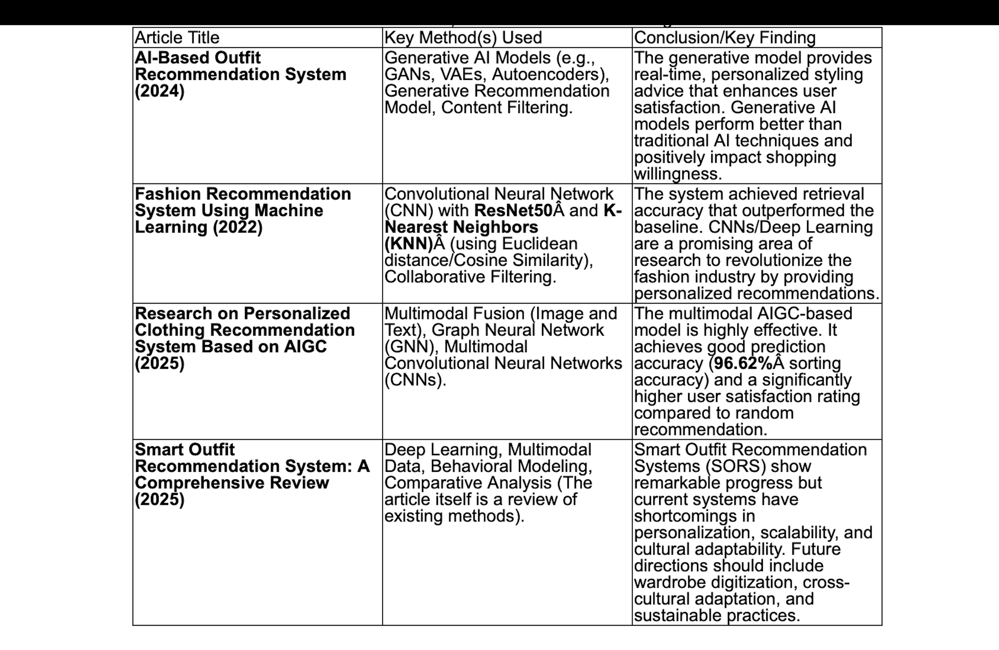 Article Title
Key Method(s) Used
Conclusion/Key Finding
AI-Based Outfit
Recommendation System
(2024)
Generative AI Models (e.g.,
GANs, VAEs, Autoencoders),
Generative Recommendation
Model, Content Filtering.
The generative model provides
real-time, personalized styling
advice that enhances user
satisfaction. Generative AI
models perform better than
traditional AI techniques and
positively impact shopping
willingness.
Fashion Recommendation
System Using Machine
Learning (2022)
Convolutional Neural Network
(CNN) with ResNet50Â and K-
Nearest Neighbors
(KNN)Â (using Euclidean
distance/Cosine Similarity),
Collaborative Filtering.
The system achieved retrieval
accuracy that outperformed the
baseline. CNNs/Deep Learning
are a promising area of
research to revolutionize the
fashion industry by providing
personalized recommendations.
Research on Personalized
Clothing Recommendation
System Based on AIGC
(2025)
Multimodal Fusion (Image and
Text), Graph Neural Network
(GNN), Multimodal
Convolutional Neural Networks
(CNNs).
The multimodal AIGC-based
model is highly effective. It
achieves good prediction
accuracy (96.62%Â sorting
accuracy) and a significantly
higher user satisfaction rating
compared to random
recommendation.
Smart Outfit
Recommendation System: A
Comprehensive Review
(2025)
Deep Learning, Multimodal
Data, Behavioral Modeling,
Comparative Analysis (The
article itself is a review of
existing methods).
Smart Outfit Recommendation
Systems (SORS) show
remarkable progress but
current systems have
shortcomings in
personalization, scalability, and
cultural adaptability. Future
directions should include
wardrobe digitization, cross-
cultural adaptation, and
sustainable practices.